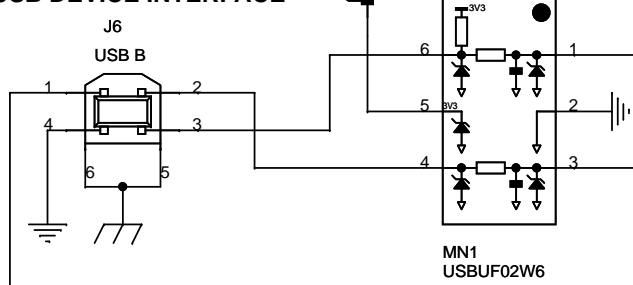 USB DEVICE INTERFACE
J6
USB B
1
2
4
3
6
5
3V3
6
1
5
3V3
2
4
3
MN1
USBUF02W6